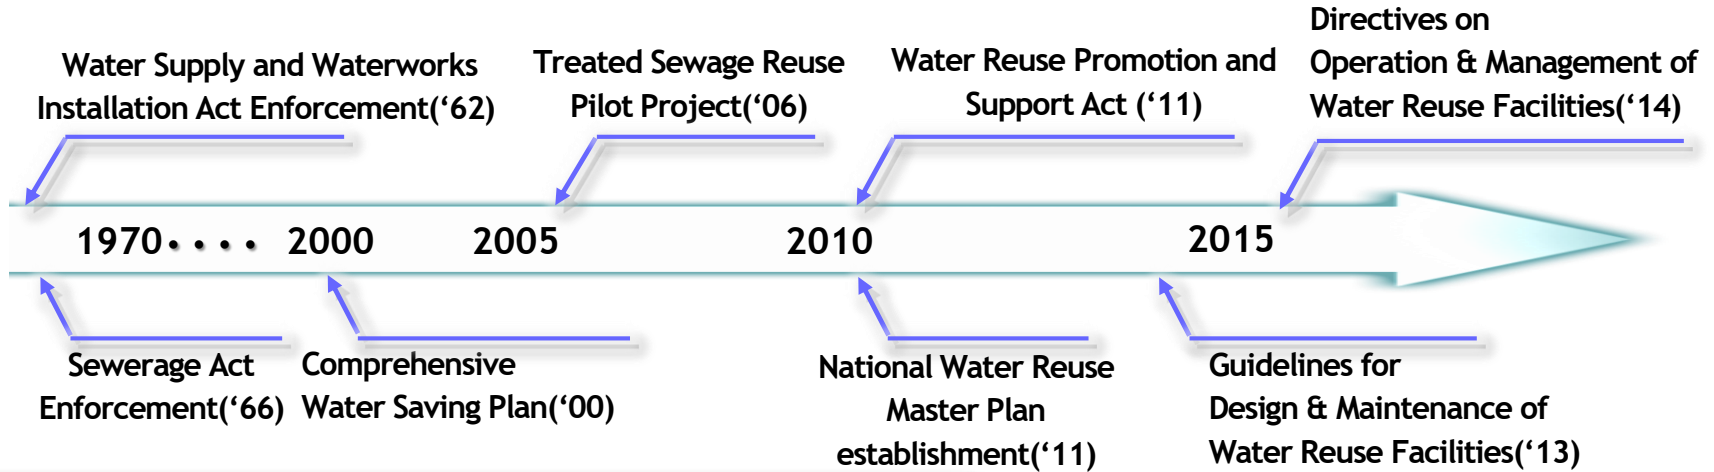 Water Supply and Waterworks
Installation Act Enforcement(‘62)
Treated Sewage Reuse
Pilot Project(‘06)
Water Reuse Promotion and
Support Act (‘11)
Directives on
Operation & Management of
Water Reuse Facilities(‘14)
1970 . . . . 2000 2005 2010 2015
Sewerage Act
Enforcement(‘66)
Comprehensive
Water Saving Plan(‘00)
National Water Reuse
Master Plan
establishment(‘11)
Guidelines for
Design & Maintenance of
Water Reuse Facilities(‘13)